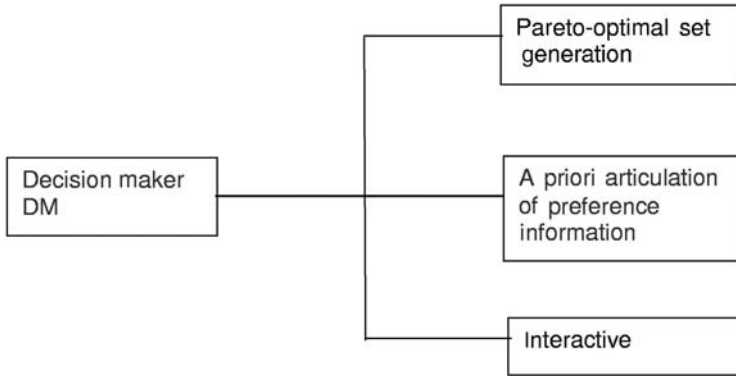 Pareto-optimal set
generation
Decision maker
DM
A priori articulation
of preference
information
Interactive